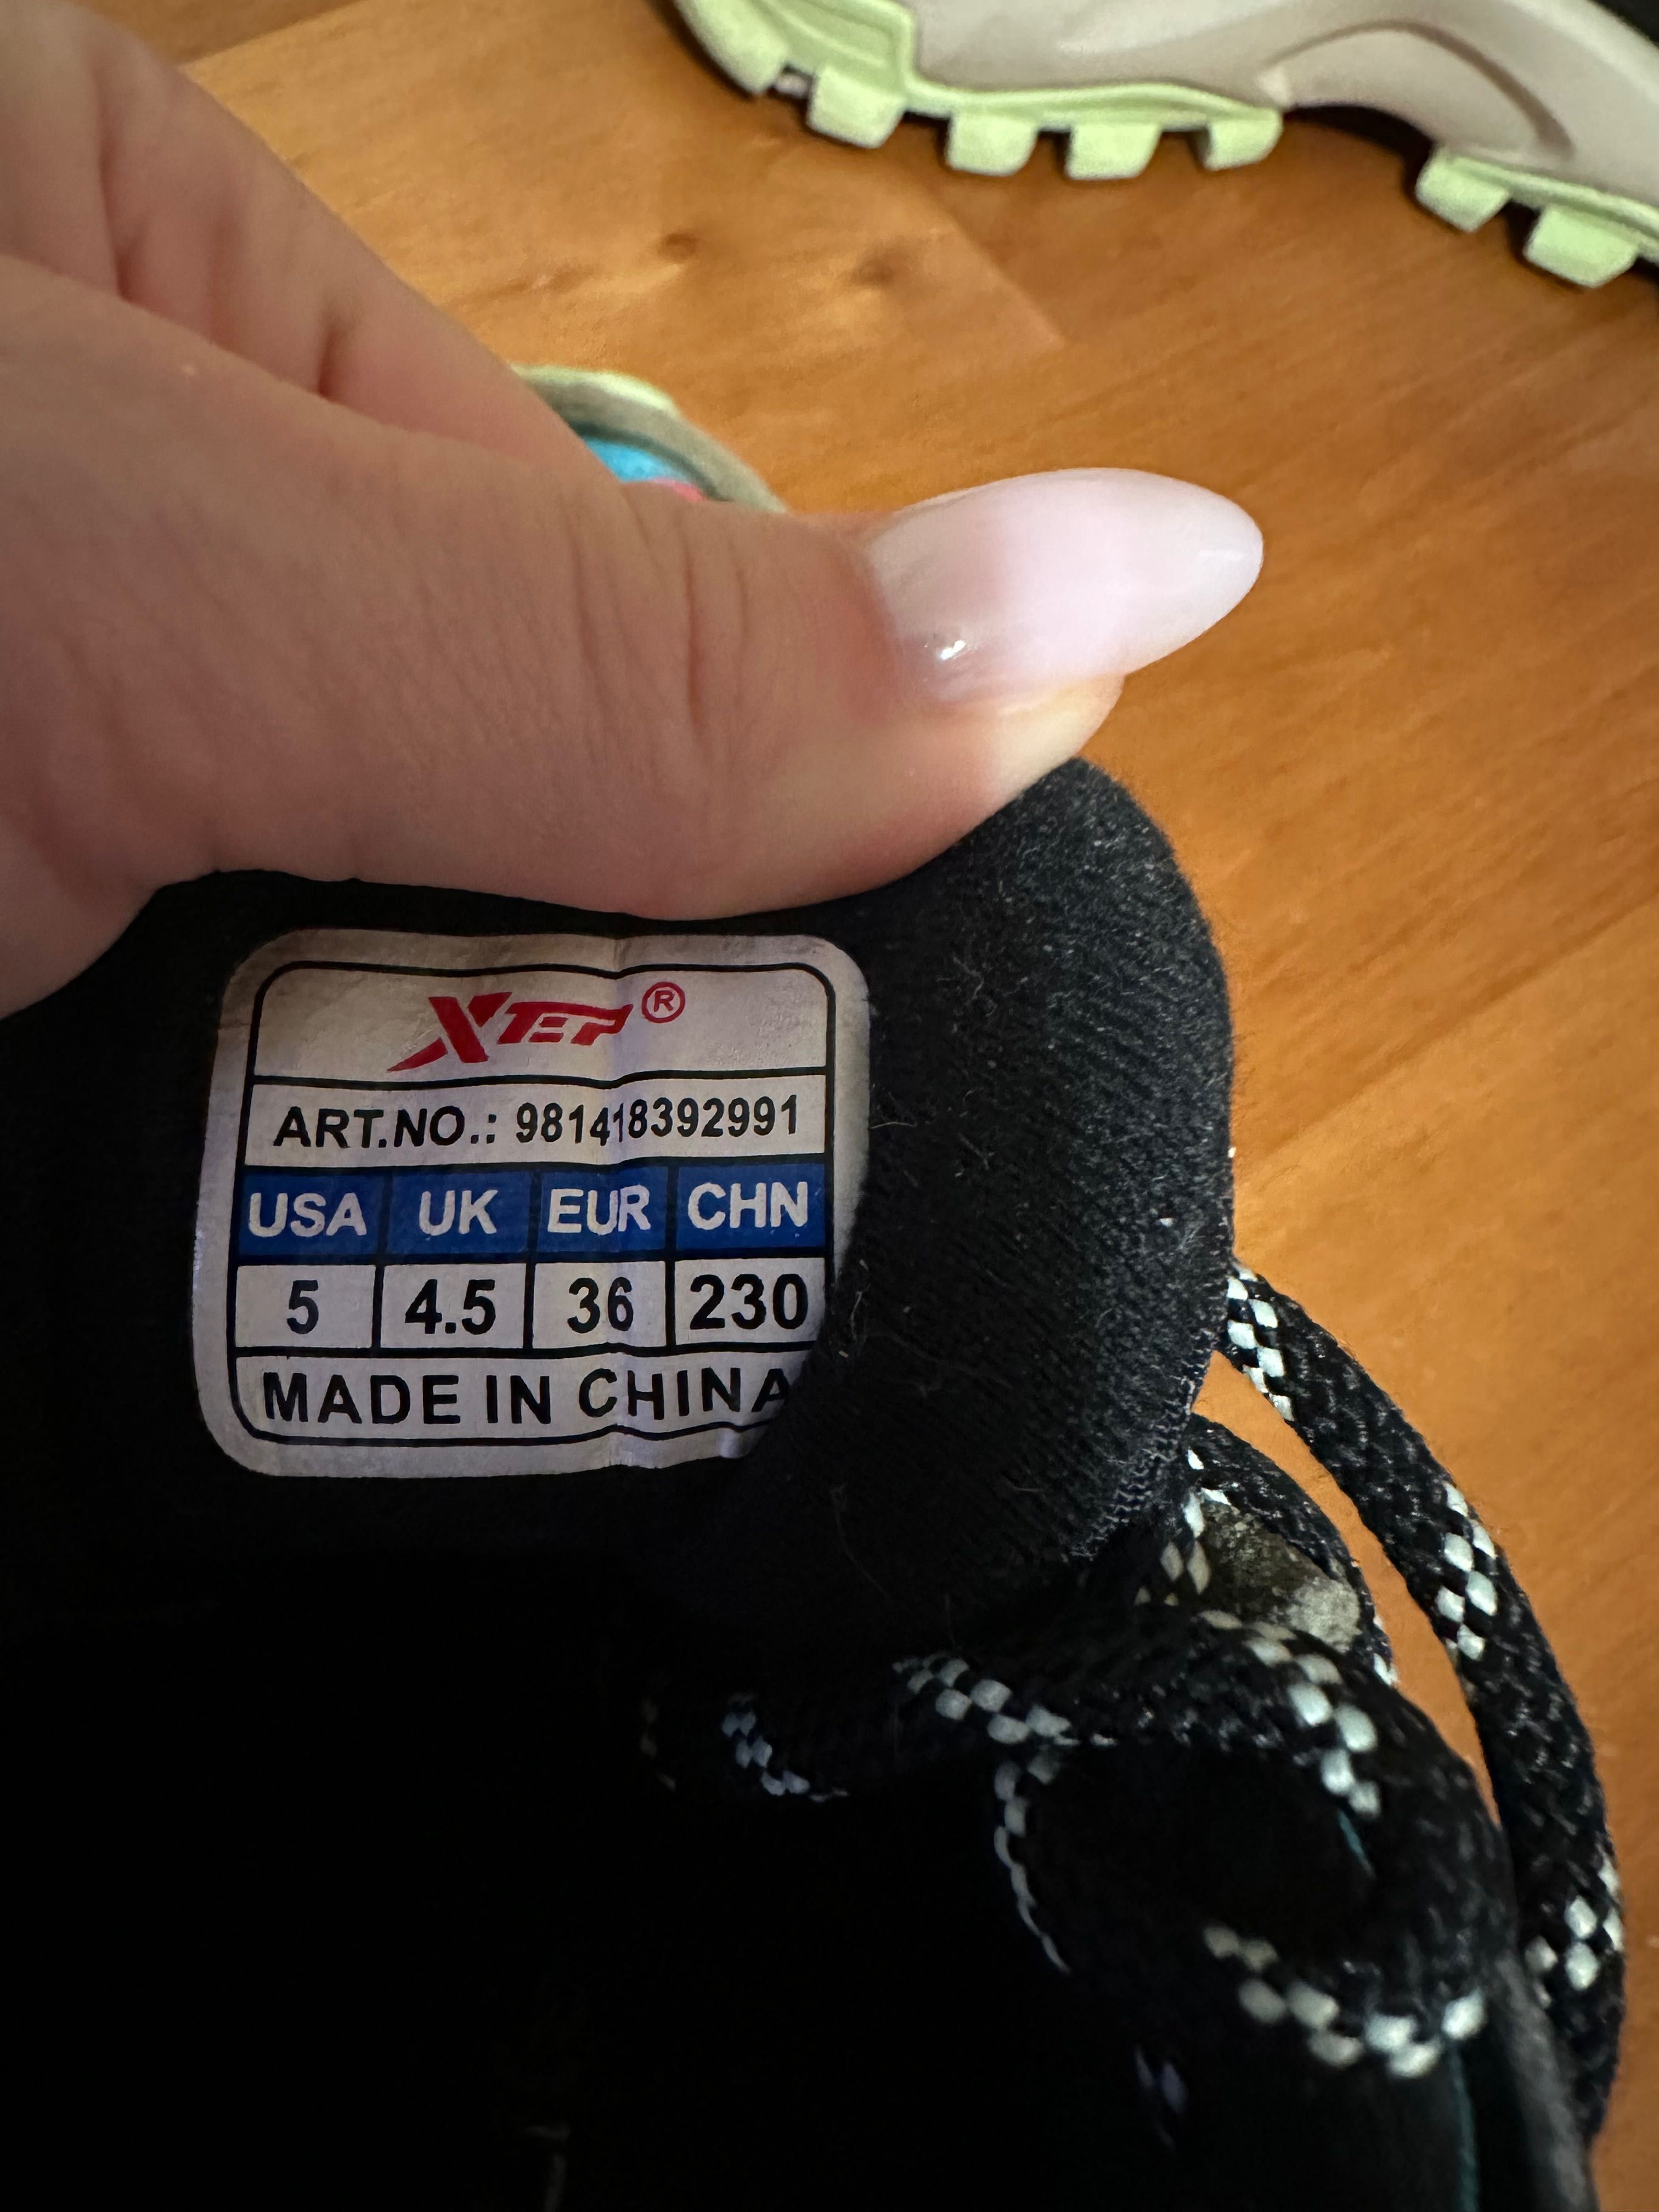 XTEP®
ART.NO.: 981418392991
USA UK EUR CHN
5 4.5 36 230
MADE IN CHINA